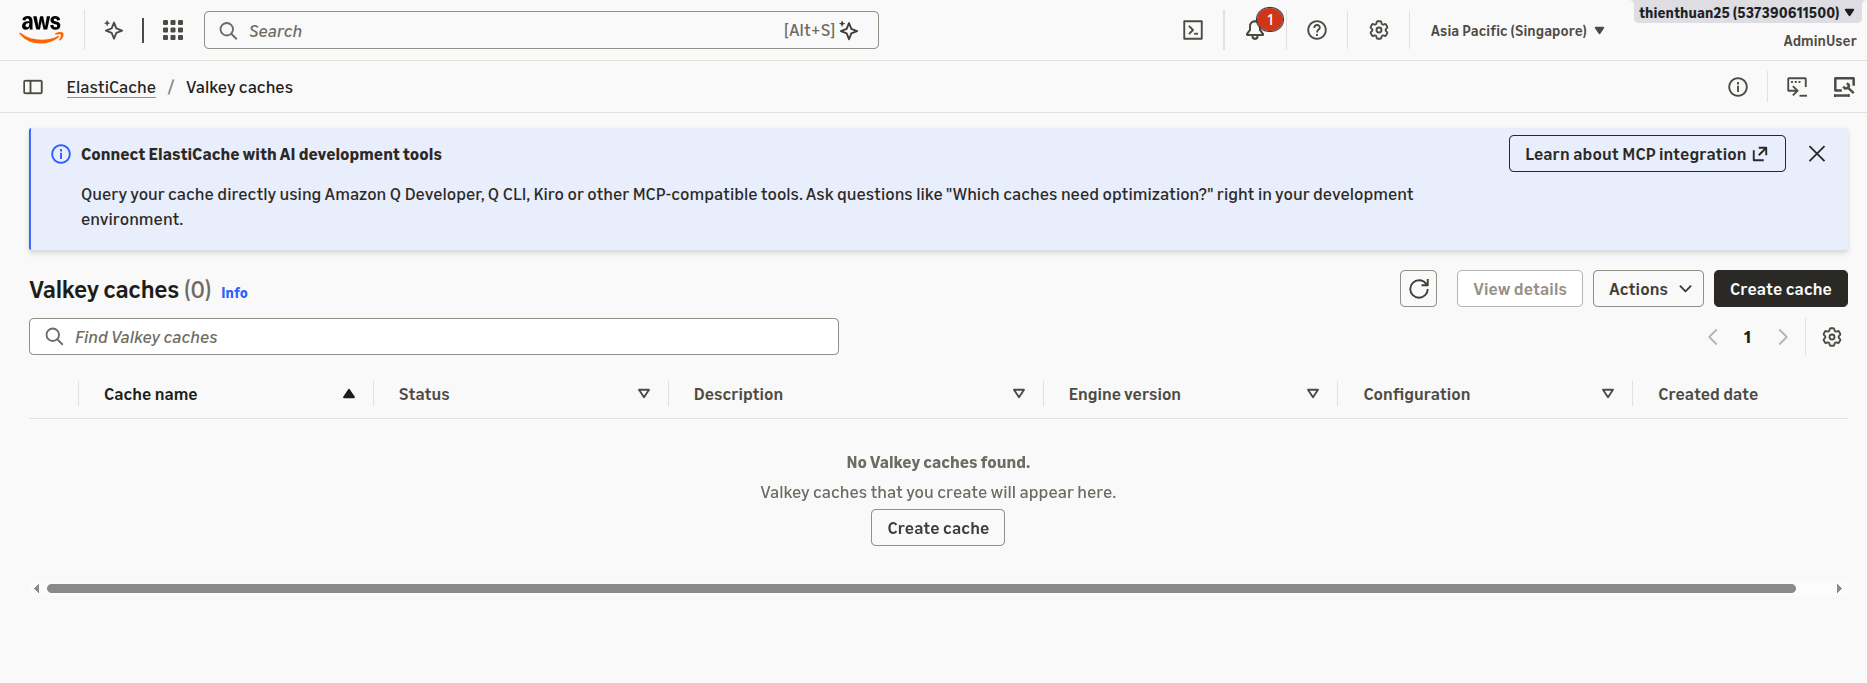 aws
Search
[Alt+S]
1
Asia Pacific (Singapore)
thienthuan25 (537390611500)
AdminUser
ElastiCache / Valkey caches
Connect ElastiCache with AI development tools
Learn about MCP integration
Query your cache directly using Amazon Q Developer, Q CLI, Kiro or other MCP-compatible tools. Ask questions like "Which caches need optimization?" right in your development
environment.
Valkey caches (0) Info
View details
Actions
Create cache
Find Valkey caches
1
Cache name
Status
Description
Engine version
Configuration
Created date
No Valkey caches found.
Valkey caches that you create will appear here.
Create cache